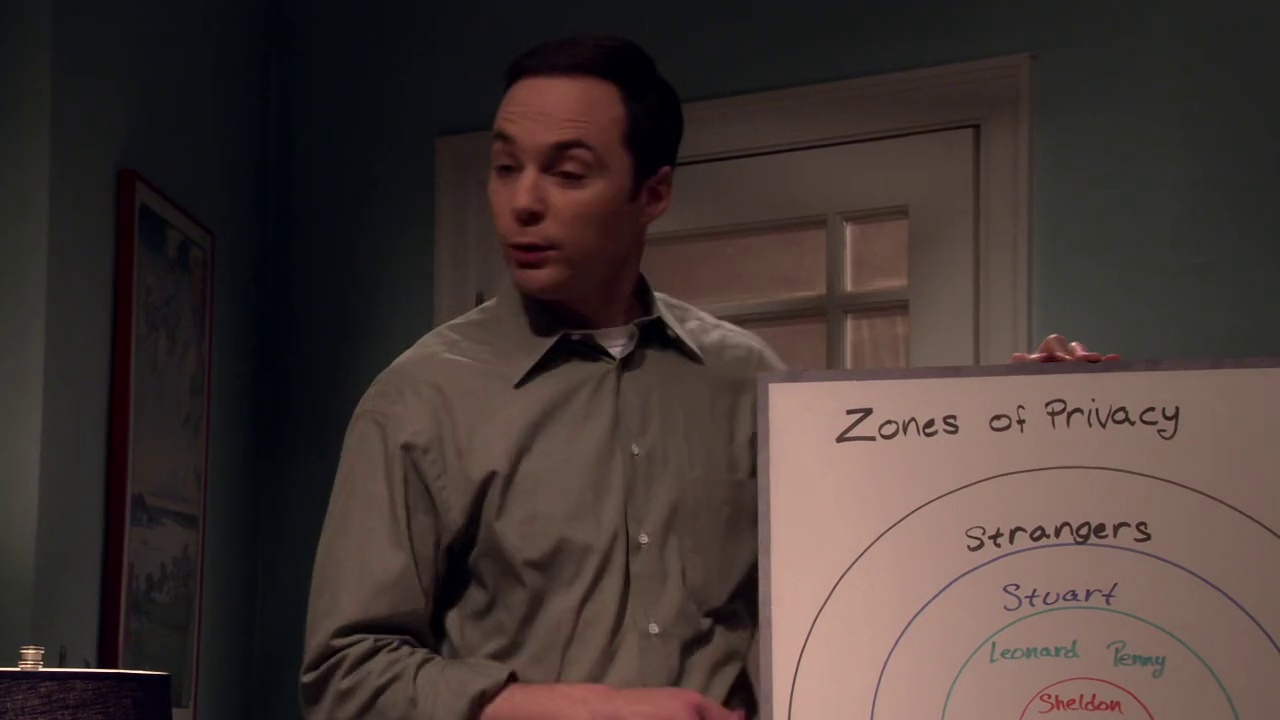 Zones of Privacy
Strangers
Stuart
Leonard Penny
Sheldon